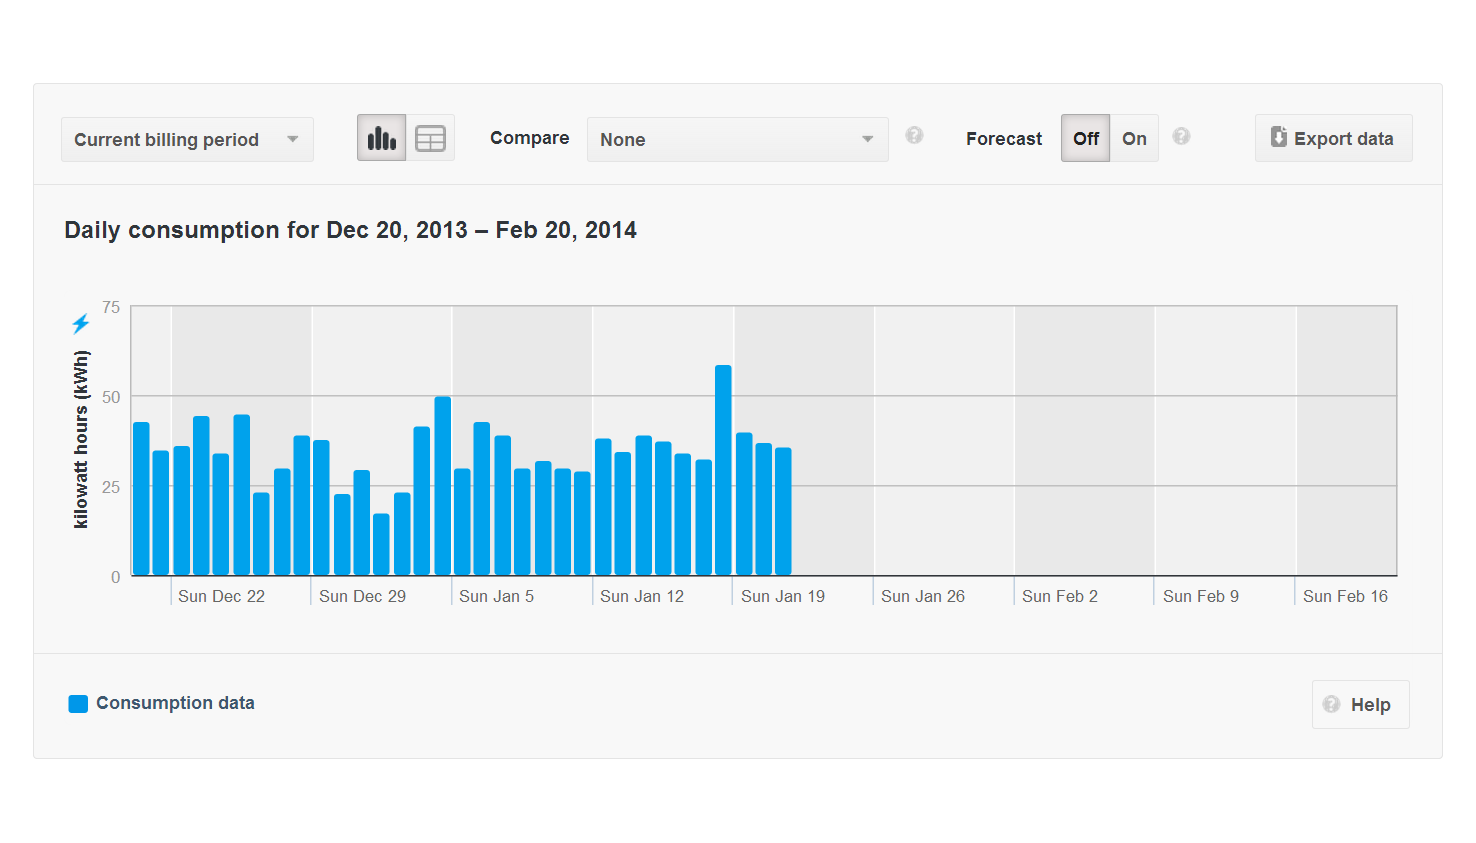 Current billing period
Compare
None
Forecast
Off
On
Export data
Daily consumption for Dec 20, 2013 – Feb 20, 2014
kilowatt hours (kWh)
75
50
25
0
Sun Dec 22
Sun Dec 29
Sun Jan 5
Sun Jan 12
Sun Jan 19
Sun Jan 26
Sun Feb 2
Sun Feb 9
Sun Feb 16
Consumption data
? Help